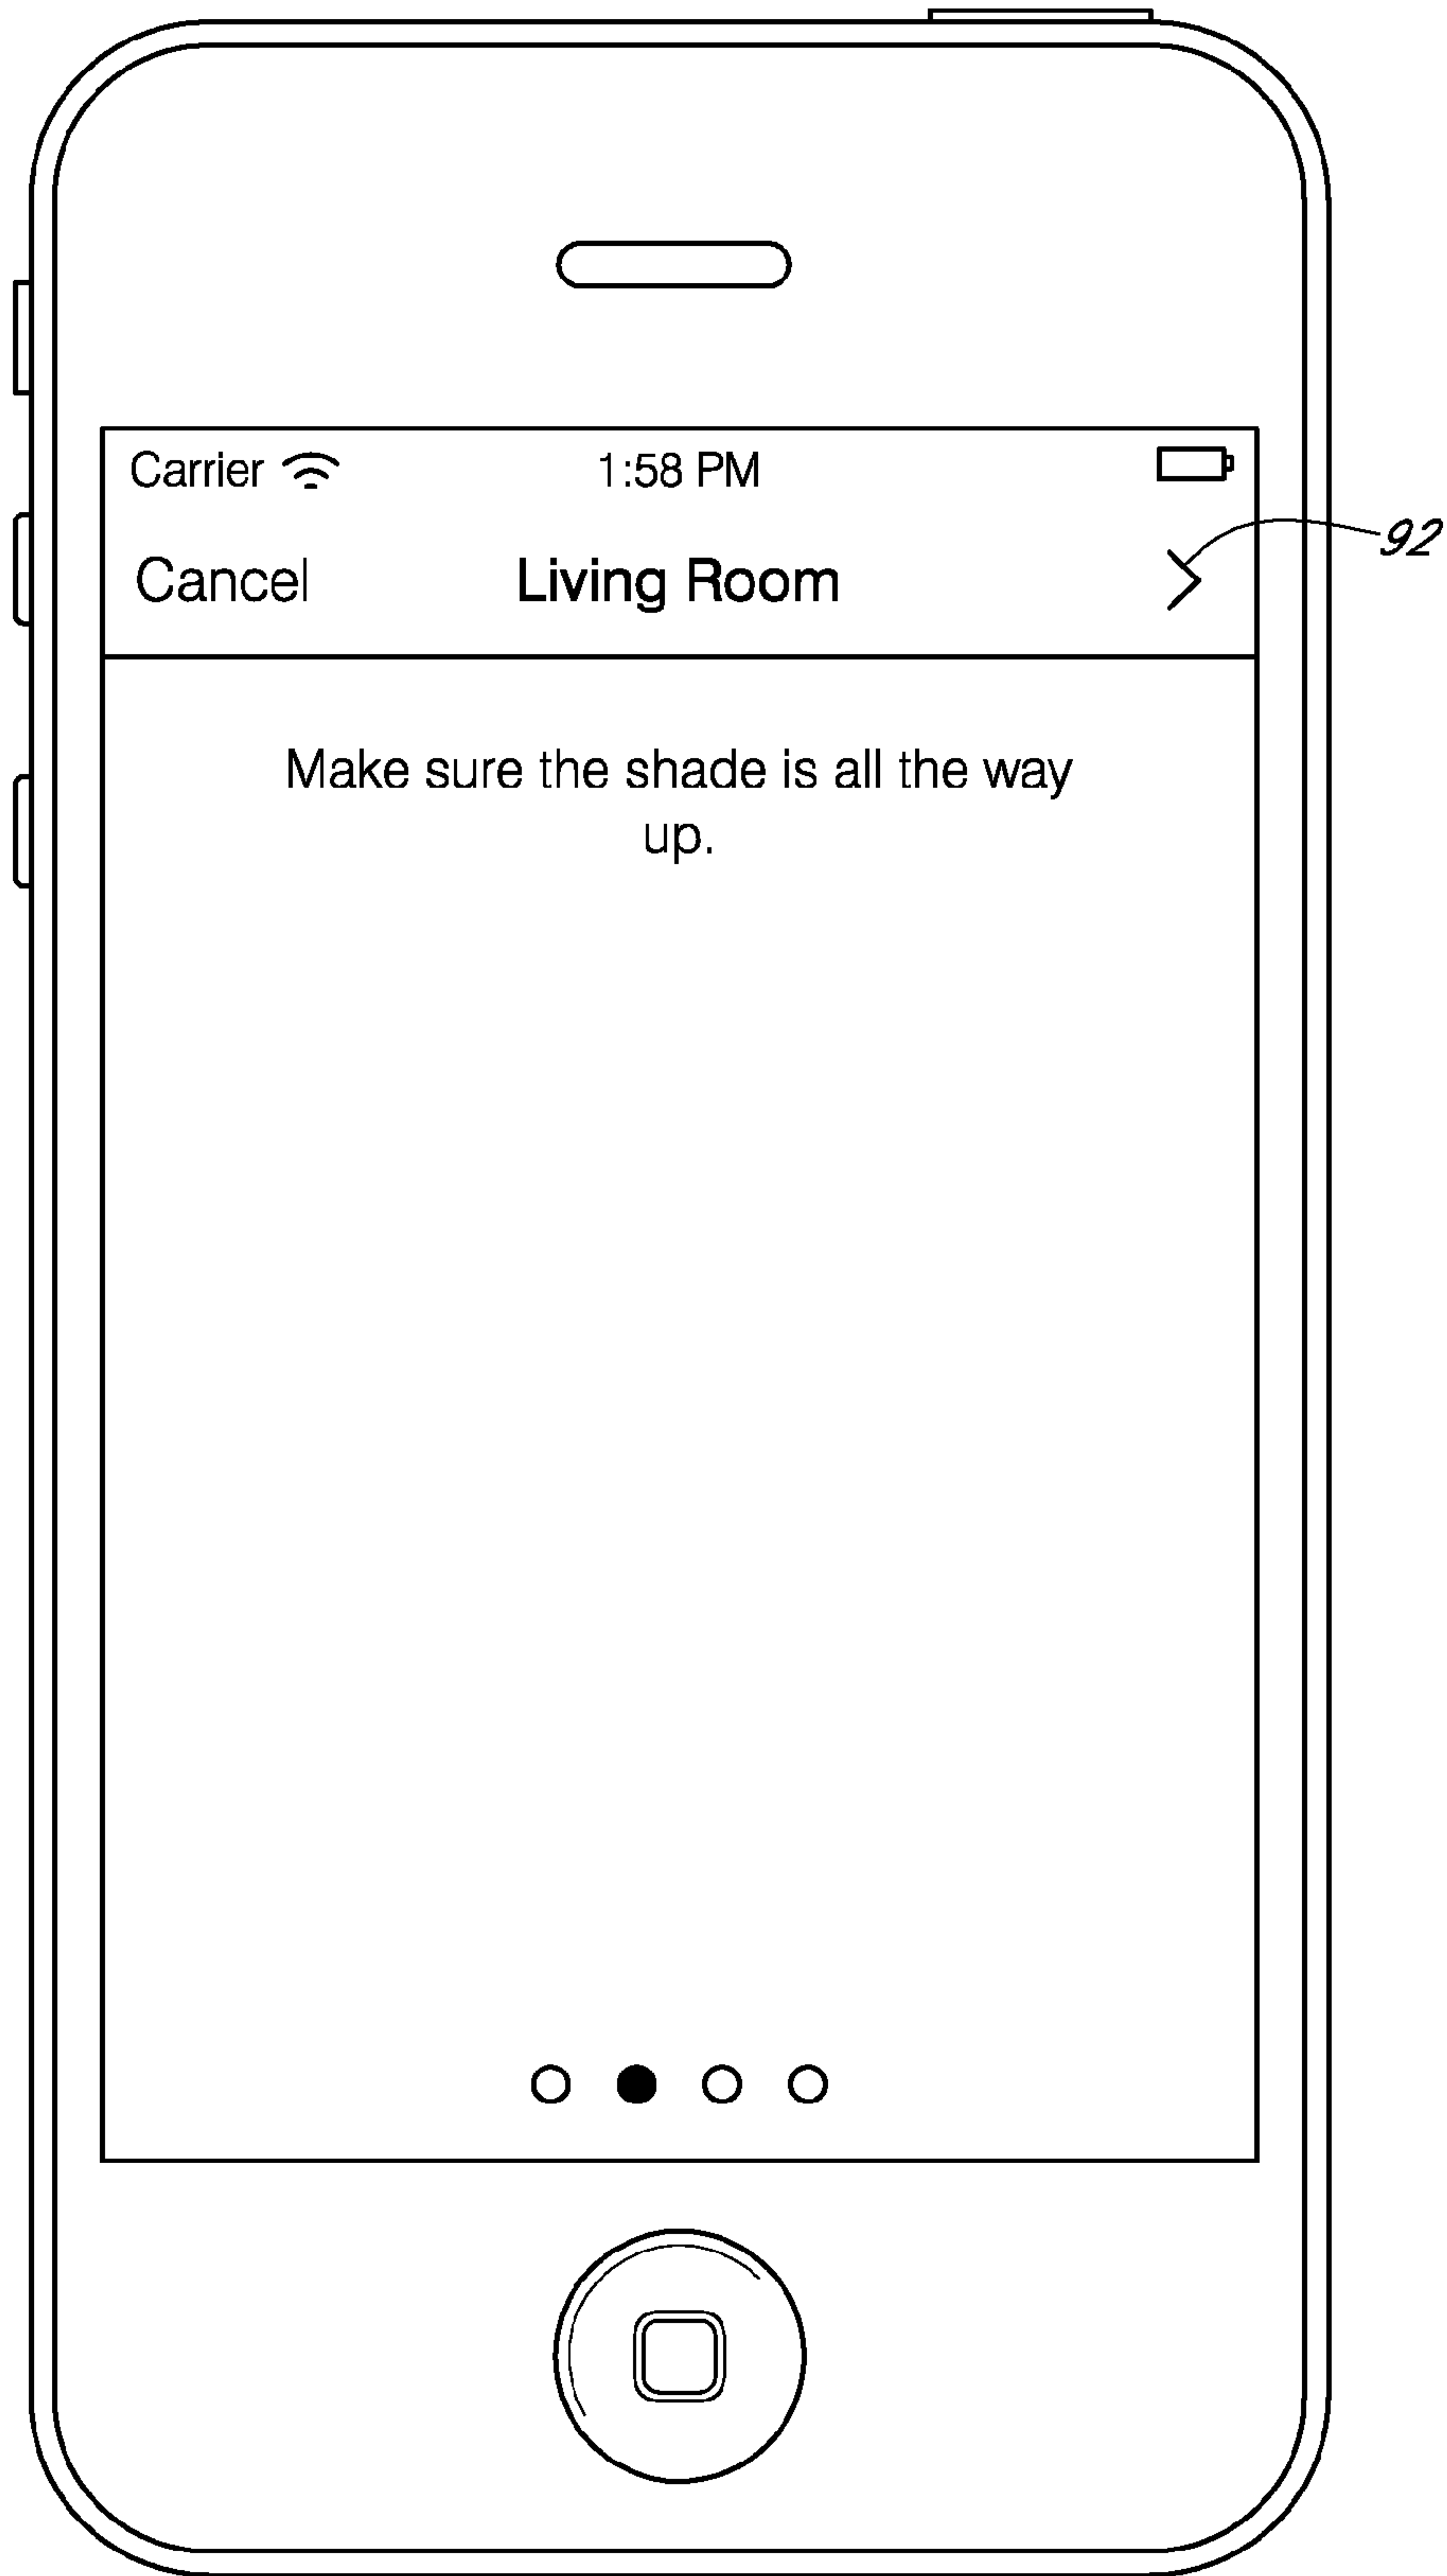 Carrier 1:58 PM
Cancel Living Room >
92
Make sure the shade is all the way
up.